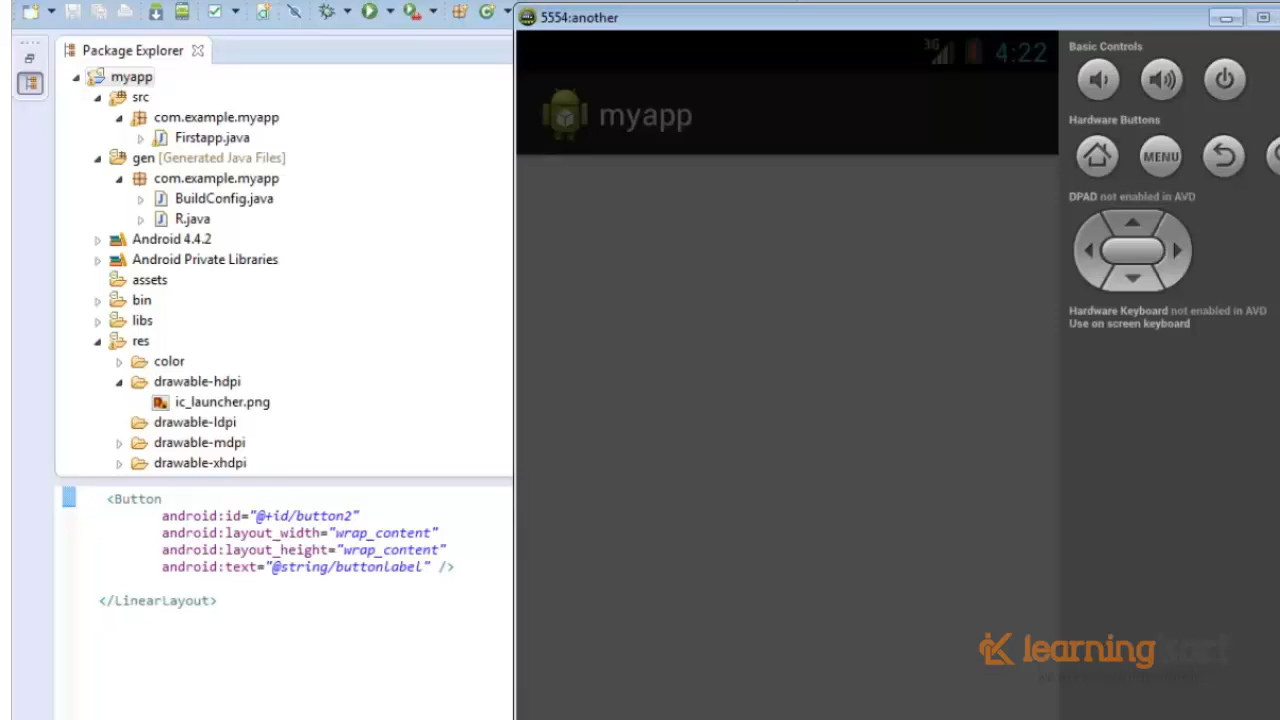 5554:another
Package Explorer
myapp
src
com.example.myapp
Firstapp.java
gen [Generated Java Files]
com.example.myapp
BuildConfig.java
R.java
Android 4.4.2
Android Private Libraries
assets
bin
libs
res
color
drawable-hdpi
ic_launcher.png
drawable-ldpi
drawable-mdpi
drawable-xhdpi
<Button
android:id="@+id/button2"
android:layout_width="wrap_content"
android:layout_height="wrap_content"
android:text="@string/buttonlabel" />
</LinearLayout>
3G 4:22
myapp
Basic Controls
Hardware Buttons
MENU
DPAD not enabled in AVD
Hardware Keyboard not enabled in AVD
Use on screen keyboard
learningkart